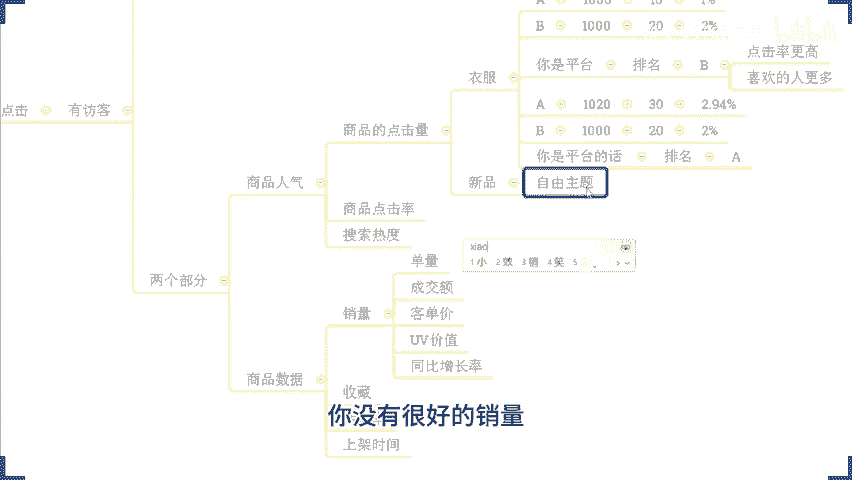 B 1000 20 2%
点击率更高
你是平台 排名 B
喜欢的人更多
衣服
A 1020 30 2.94%
点击 有访客
B 1000 20 2%
商品的点击量
你是平台的话 排名 A
商品人气
新品
自由主题
商品点击率
搜索热度
xiao
1 小 2 效 3 销 4 笑 5
单量
两个部分
成交额
销量
客单价
UV价值
同比增长率
商品数据
收藏
你没有很好的销量
上架时间